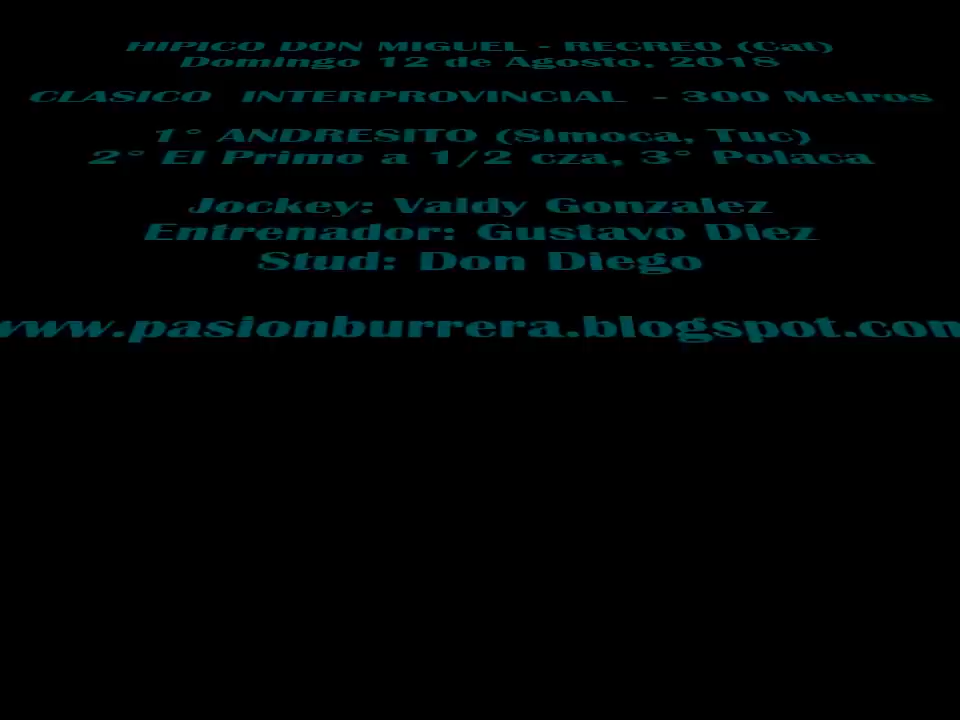 HIPICO DON MIGUEL - RECREO (Cat)
Domingo 12 de Agosto, 2018
CLASICO INTERPROVINCIAL - 300 Metros
1° ANDRESITO (Simoca, Tuc)
2° El Primo a 1/2 cza, 3° Polaca
Jockey: Valdy Gonzalez
Entrenador: Gustavo Diez
Stud: Don Diego
www.pasionburrera.blogspot.com